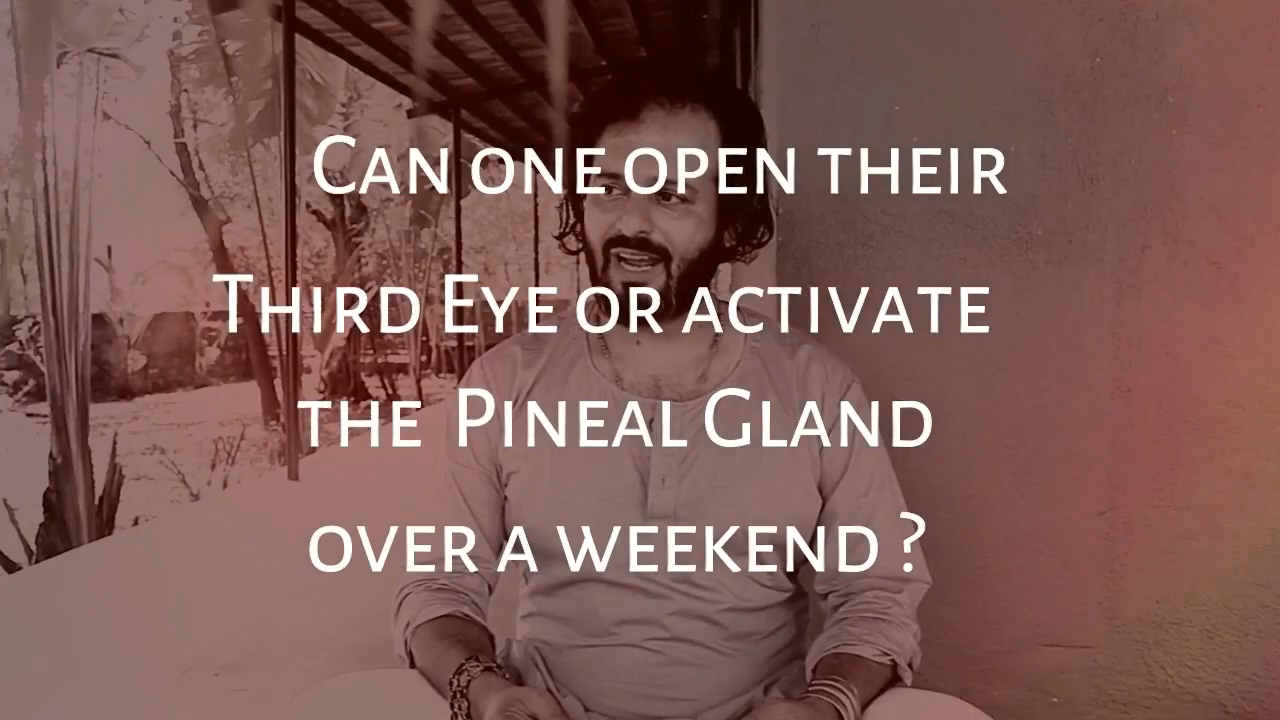 Can one open their
Third Eye or activate
the Pineal Gland
over a weekend ?